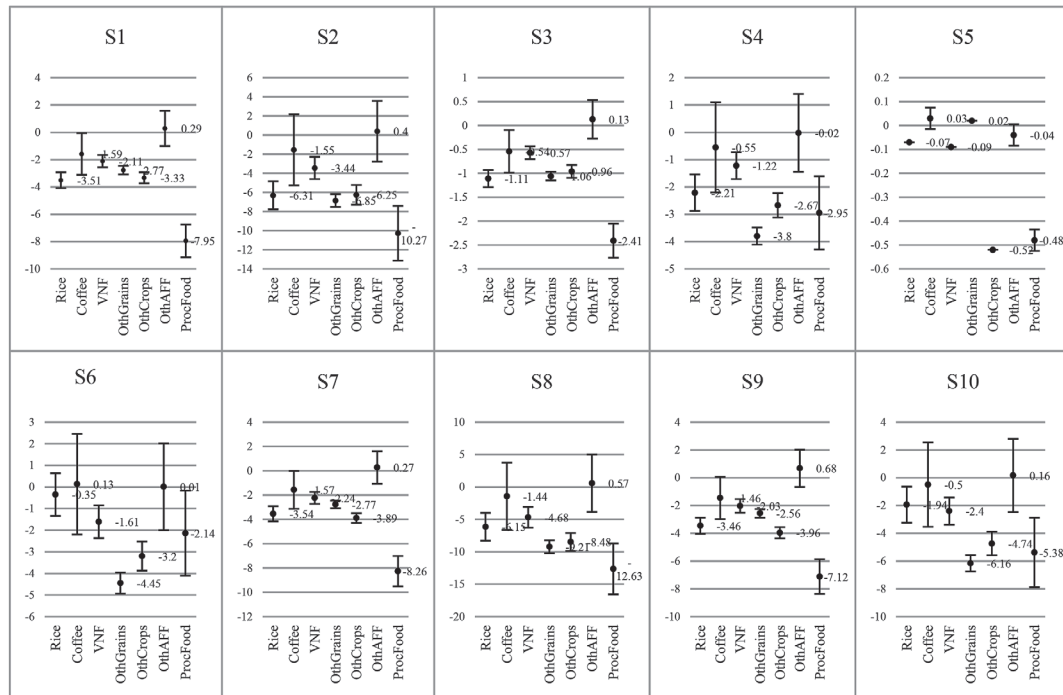 S1
4
2
0
-2
-4
-6
-8
-10
-3.51
-1.59
-2.11
-2.77
-3.33
0.29
-7.95
Rice
Coffee
VNF
OthGrains
OthCrops
OthAFF
ProcFood
S2
6
4
2
0
-2
-4
-6
-8
-10
-12
-14
-6.31
-1.55
-3.44
-6.85
-6.25
0.4
-
10.27
Rice
Coffee
VNF
OthGrains
OthCrops
OthAFF
ProcFood
S3
1
0.5
0
-0.5
-1
-1.5
-2
-2.5
-3
-1.11
-0.54
-0.57
-1.06
-0.96
0.13
-2.41
Rice
Coffee
VNF
OthGrains
OthCrops
OthAFF
ProcFood
S4
2
1
0
-1
-2
-3
-4
-5
-2.21
-0.55
-1.22
-3.8
-2.67
-0.02
-2.95
Rice
Coffee
VNF
OthGrains
OthCrops
OthAFF
ProcFood
S5
0.2
0.1
0
-0.1
-0.2
-0.3
-0.4
-0.5
-0.6
-0.07
0.03
-0.09
0.02
-0.52
-0.04
-0.48
Rice
Coffee
VNF
OthGrains
OthCrops
OthAFF
ProcFood
S6
3
2
1
0
-1
-2
-3
-4
-5
-6
-0.35
0.13
-1.61
-4.45
-3.2
0.01
-2.14
Rice
Coffee
VNF
OthGrains
OthCrops
OthAFF
ProcFood
S7
4
2
0
-2
-4
-6
-8
-10
-12
-3.54
-1.57
-2.24
-2.77
-3.89
0.27
-8.26
Rice
Coffee
VNF
OthGrains
OthCrops
OthAFF
ProcFood
S8
10
5
0
-5
-10
-15
-20
-6.15
-1.44
-4.68
-9.21
-8.48
0.57
-
12.63
Rice
Coffee
VNF
OthGrains
OthCrops
OthAFF
ProcFood
S9
4
2
0
-2
-4
-6
-8
-10
-3.46
-1.46
-2.03
-2.56
-3.96
0.68
-7.12
Rice
Coffee
VNF
OthGrains
OthCrops
OthAFF
ProcFood
S10
4
2
0
-2
-4
-6
-8
-10
-1.94
-0.5
-2.4
-6.16
-4.74
0.16
-5.38
Rice
Coffee
VNF
OthGrains
OthCrops
OthAFF
ProcFood